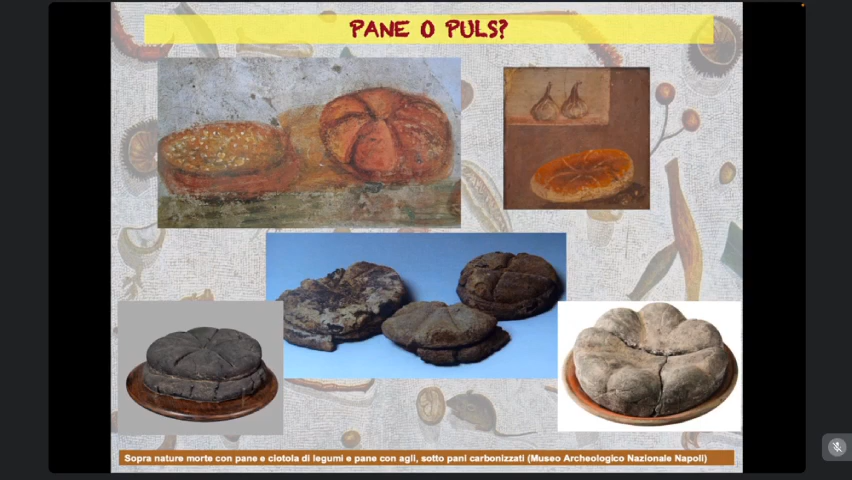 PANE O PULS?
Sopra nature morte con pane e ciotola di legumi e pane con agli, sotto pani carbonizzati (Museo Archeologico Nazionale Napoli)